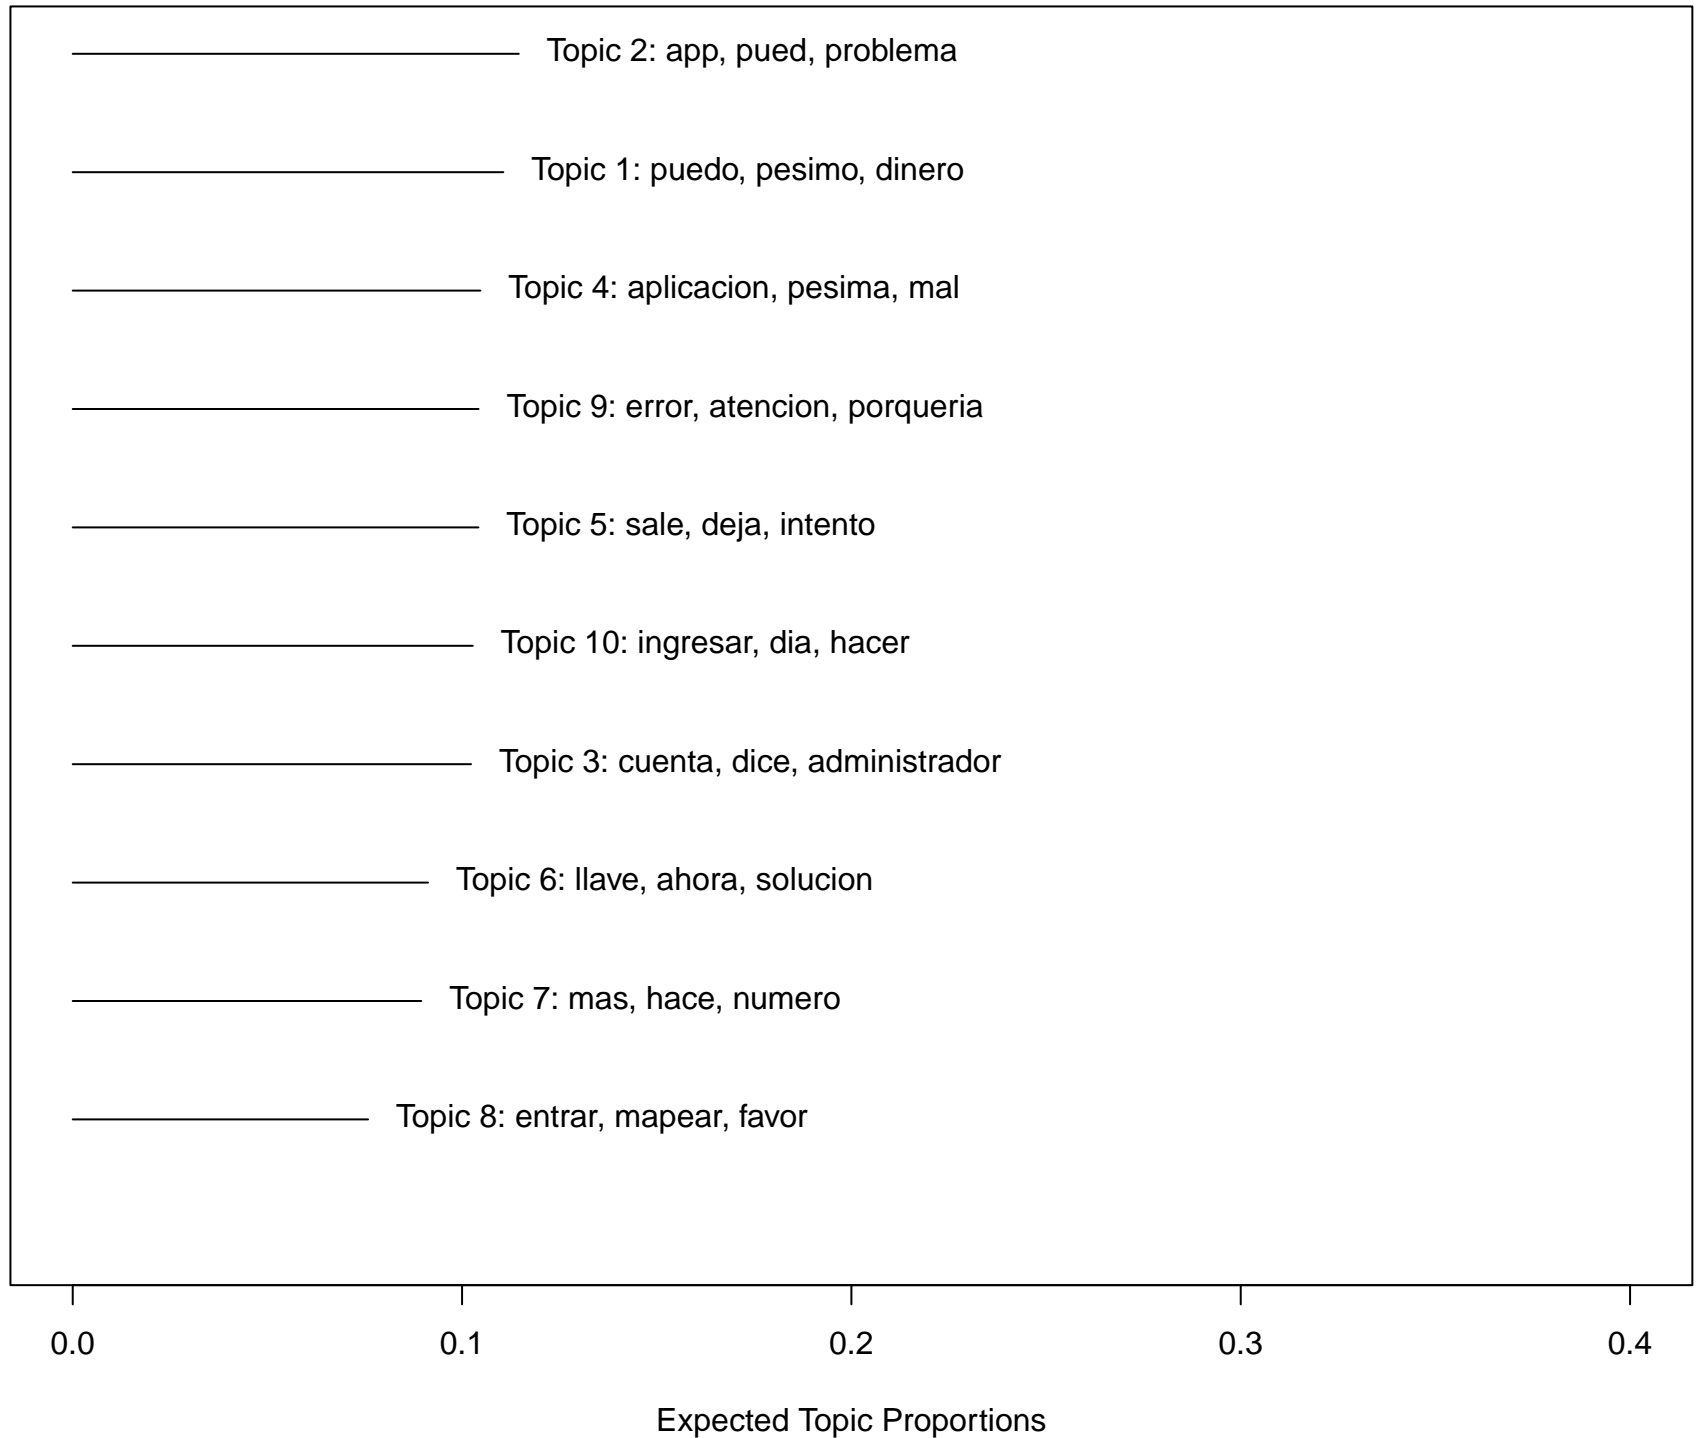 Topic 2: app, pued, problema
Topic 1: puedo, pesimo, dinero
Topic 4: aplicacion, pesima, mal
Topic 9: error, atencion, porqueria
Topic 5: sale, deja, intento
Topic 10: ingresar, dia, hacer
Topic 3: cuenta, dice, administrador
Topic 6: llave, ahora, solucion
Topic 7: mas, hace, numero
Topic 8: entrar, mapear, favor
0.0 0.1 0.2 0.3 0.4
Expected Topic Proportions